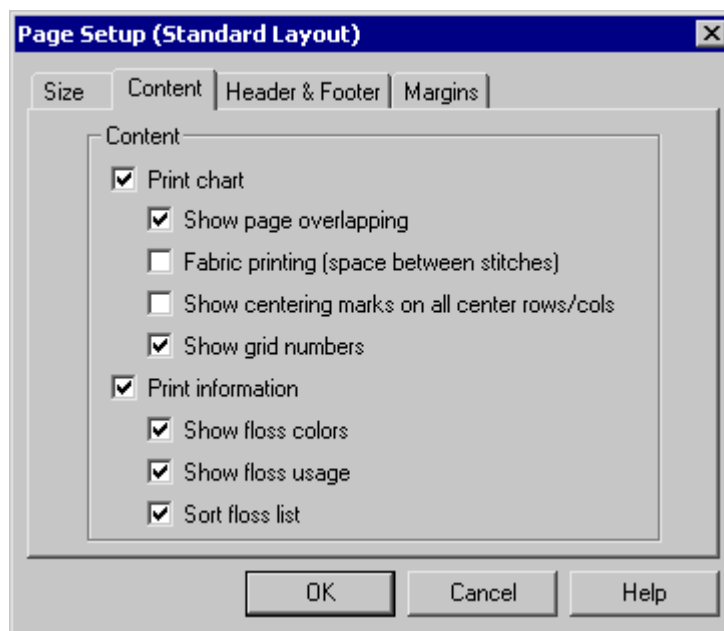 Page Setup (Standard Layout)
Size Content Header & Footer Margins
Content
Print chart
Show page overlapping
Fabric printing (space between stitches)
Show centering marks on all center rows/cols
Show grid numbers
Print information
Show floss colors
Show floss usage
Sort floss list
OK Cancel Help